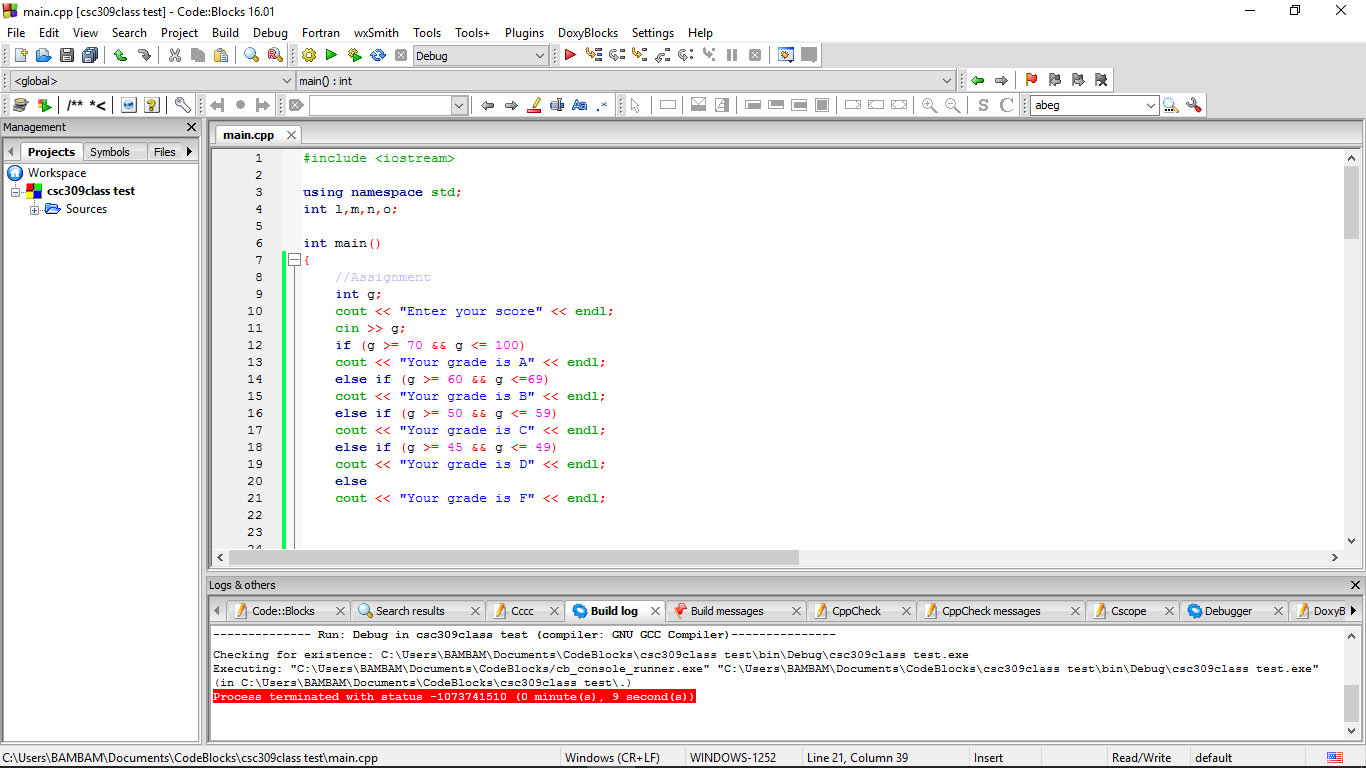 main.cpp [csc309class test] - Code::Blocks 16.01
File Edit View Search Project Build Debug Fortran wxSmith Tools Tools+ Plugins DoxyBlocks Settings Help
Debug
<global> main() : int
/** *< Aa .* S C abeg
Management
Projects Symbols Files
Workspace
csc309class test
Sources
main.cpp
1 #include <iostream>
2
3 using namespace std;
4 int l,m,n,o;
5
6 int main()
7 {
8 //Assignment
9 int g;
10 cout << "Enter your score" << endl;
11 cin >> g;
12 if (g >= 70 && g <= 100)
13 cout << "Your grade is A" << endl;
14 else if (g >= 60 && g <=69)
15 cout << "Your grade is B" << endl;
16 else if (g >= 50 && g <= 59)
17 cout << "Your grade is C" << endl;
18 else if (g >= 45 && g <= 49)
19 cout << "Your grade is D" << endl;
20 else
21 cout << "Your grade is F" << endl;
22
23
24
Logs & others
Code::Blocks Search results Cccc Build log Build messages CppCheck CppCheck messages Cscope Debugger DoxyB
-------------- Run: Debug in csc309class test (compiler: GNU GCC Compiler)---------------
Checking for existence: C:\Users\BAMBAM\Documents\CodeBlocks\csc309class test\bin\Debug\csc309class test.exe
Executing: "C:\Users\BAMBAM\Documents\CodeBlocks/cb_console_runner.exe" "C:\Users\BAMBAM\Documents\CodeBlocks\csc309class test\bin\Debug\csc309class test.exe"
(in C:\Users\BAMBAM\Documents\CodeBlocks\csc309class test\.)
Process terminated with status -1073741510 (0 minute(s), 9 second(s))
C:\Users\BAMBAM\Documents\CodeBlocks\csc309class test\main.cpp Windows (CR+LF) WINDOWS-1252 Line 21, Column 39 Insert Read/Write default